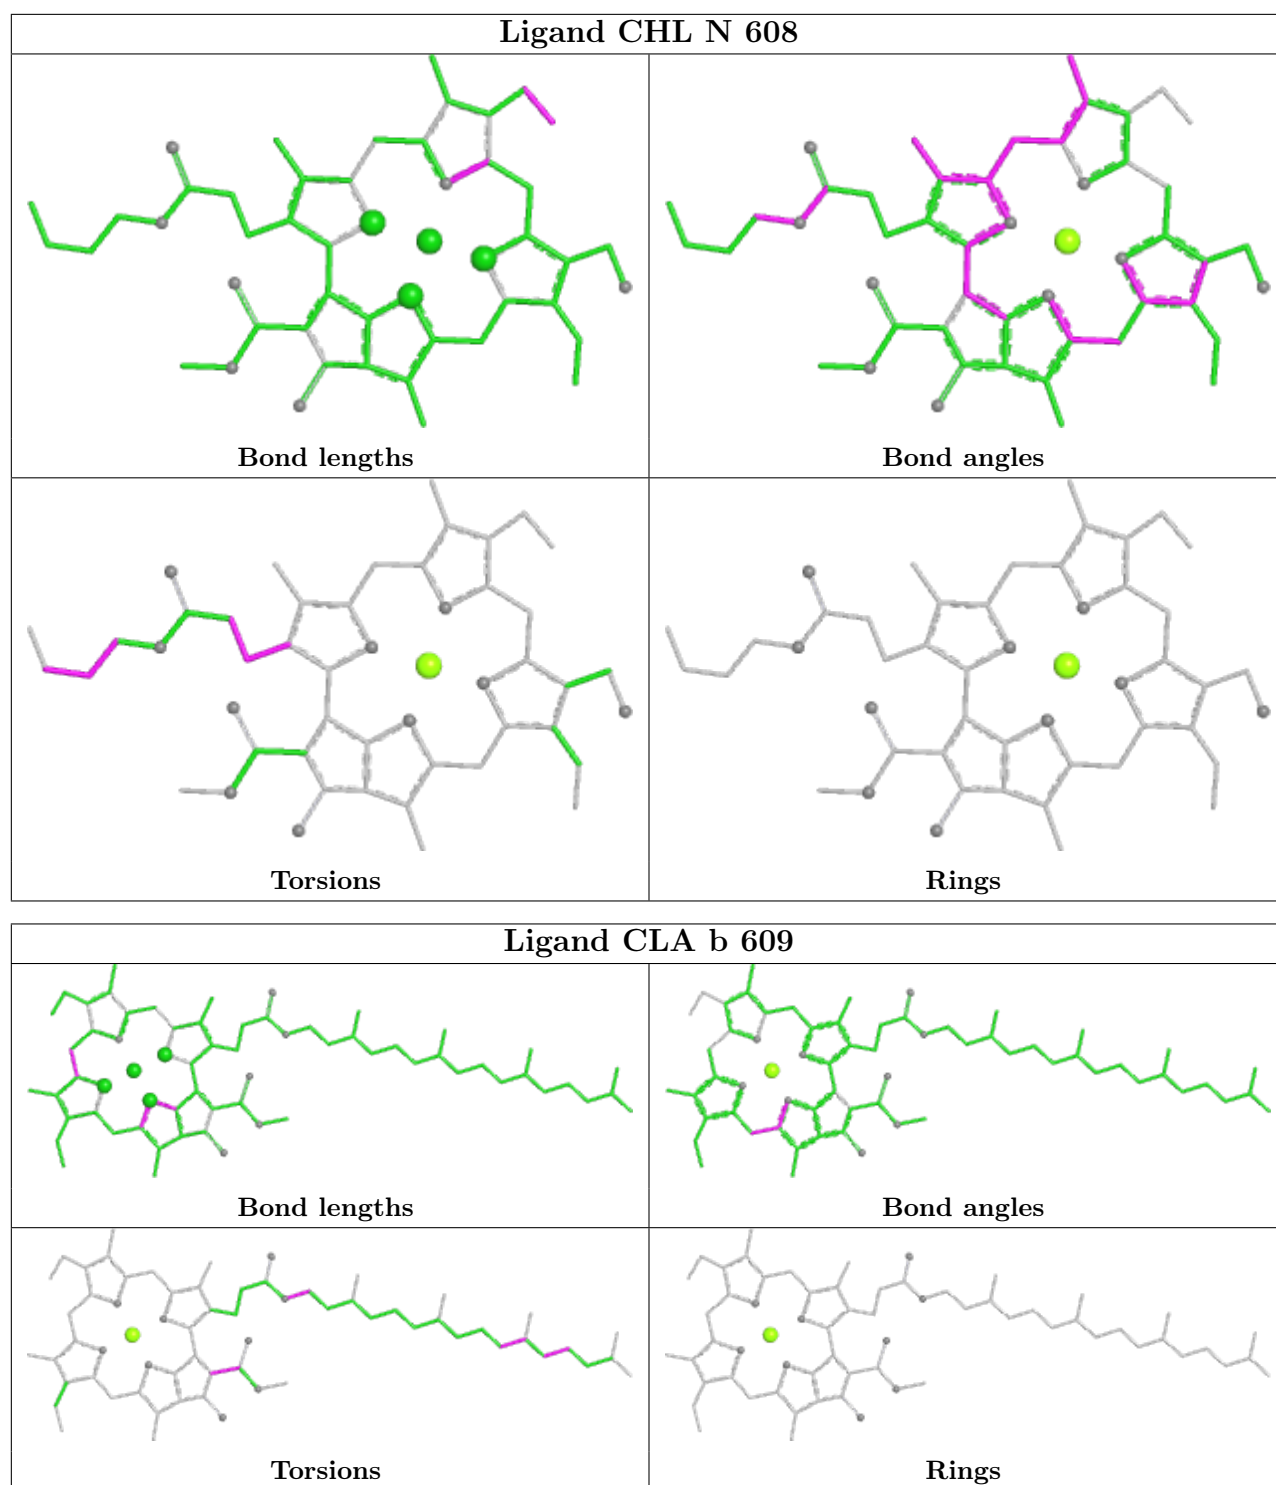 Ligand CHL N 608
Bond lengths
Bond angles
Torsions
Rings
Ligand CLA b 609
Bond lengths
Bond angles
Torsions
Rings